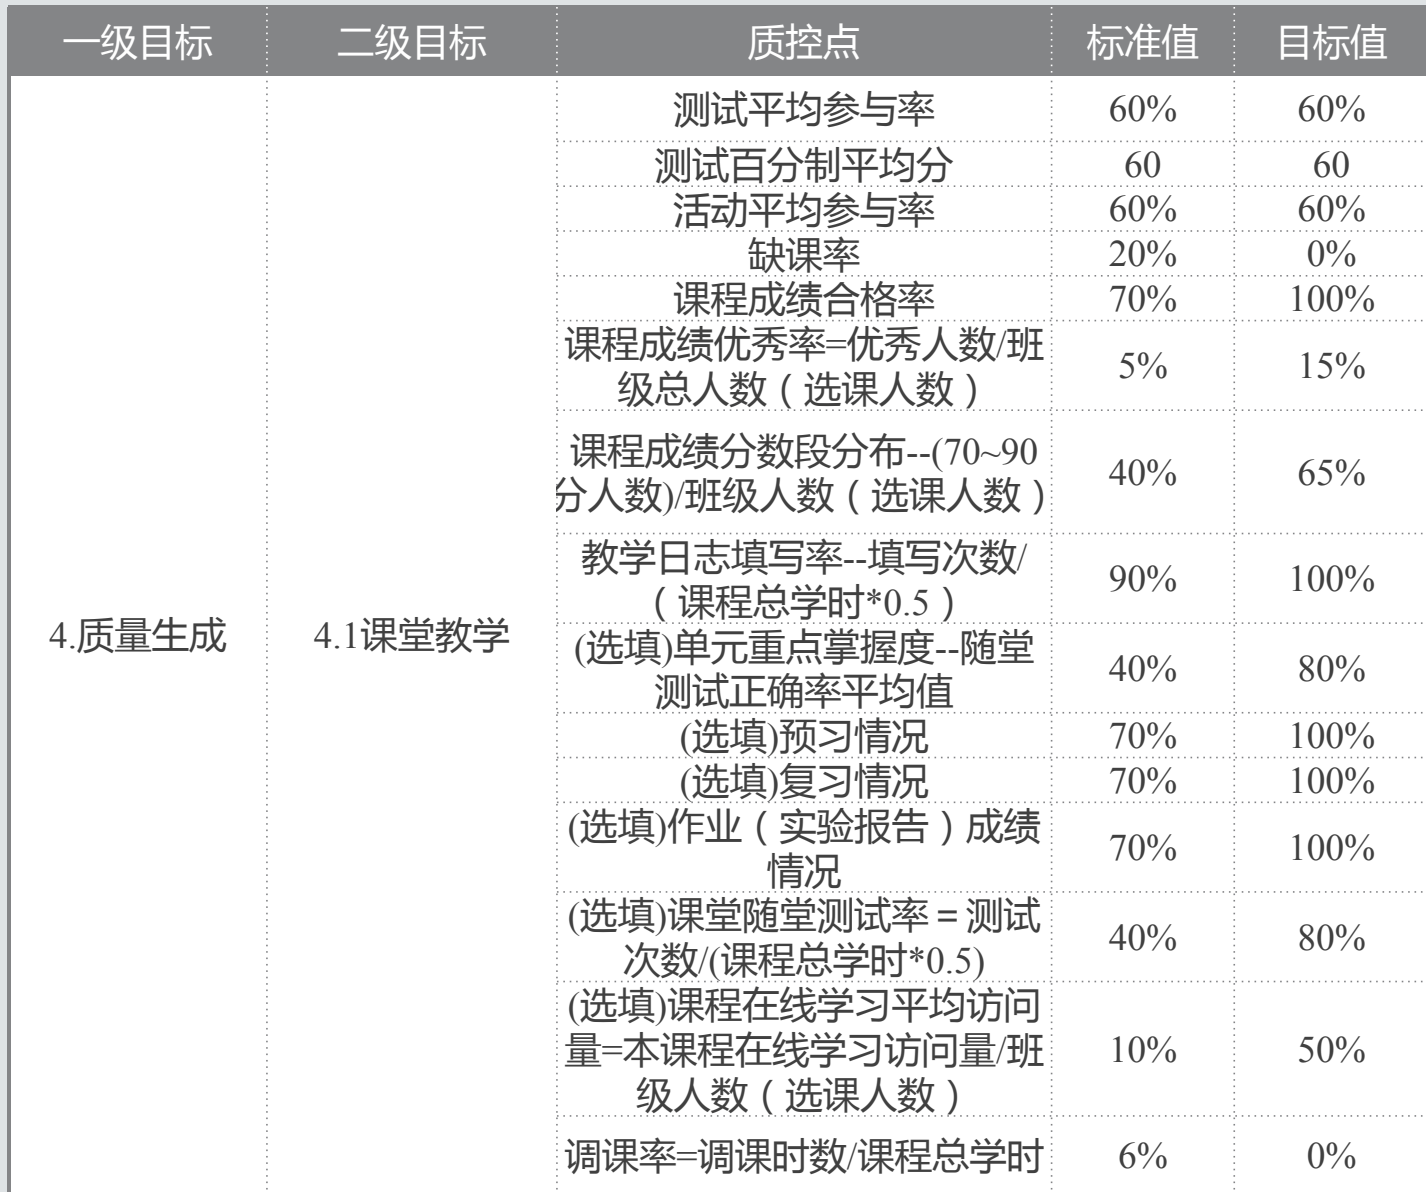 一级目标 二级目标 质控点 标准值 目标值
测试平均参与率 60% 60%
测试百分制平均分 60 60
活动平均参与率 60% 60%
缺课率 20% 0%
课程成绩合格率 70% 100%
课程成绩优秀率=优秀人数/班
级总人数（选课人数） 5% 15%
课程成绩分数段分布--(70~90
分人数)/班级人数（选课人数） 40% 65%
教学日志填写率--填写次数/
（课程总学时*0.5） 90% 100%
4.质量生成 4.1课堂教学
(选填)单元重点掌握度--随堂
测试正确率平均值 40% 80%
(选填)预习情况 70% 100%
(选填)复习情况 70% 100%
(选填)作业（实验报告）成绩
情况 70% 100%
(选填)课堂随堂测试率＝测试
次数/(课程总学时*0.5) 40% 80%
(选填)课程在线学习平均访问
量=本课程在线学习访问量/班 10% 50%
级人数（选课人数）
调课率=调课时数/课程总学时 6% 0%